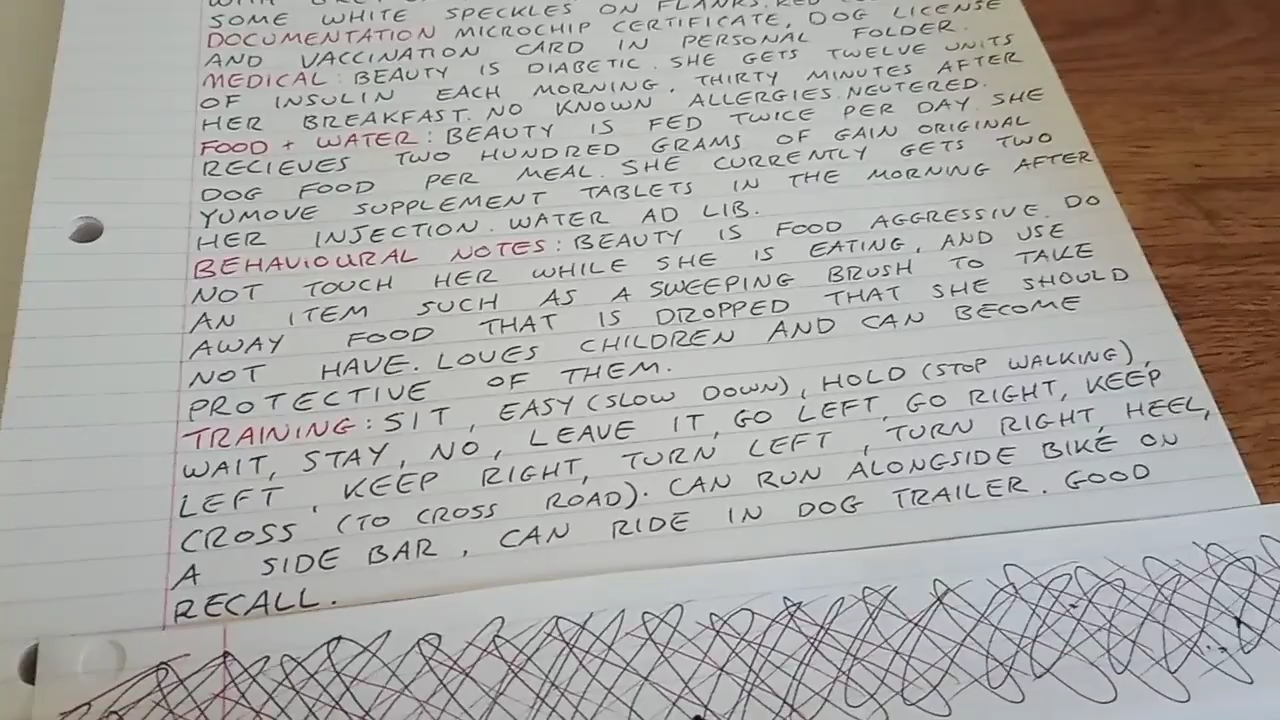 SOME WHITE SPECKLES ON FLANKS. RED
DOCUMENTATION MICROCHIP CERTIFICATE, DOG LICENSE
AND VACCINATION CARD IN PERSONAL FOLDER.
MEDICAL: BEAUTY IS DIABETIC. SHE GETS TWELVE UNITS
OF INSULIN EACH MORNING, THIRTY MINUTES AFTER
HER BREAKFAST. NO KNOWN ALLERGIES. NEUTERED.
FOOD + WATER: BEAUTY IS FED TWICE PER DAY. SHE
RECIEVES TWO HUNDRED GRAMS OF GAIN ORIGINAL
DOG FOOD PER MEAL. SHE CURRENTLY GETS TWO
YUMOVE SUPPLEMENT TABLETS IN THE MORNING AFTER
HER INJECTION. WATER AD LIB.
BEHAVIOURAL NOTES: BEAUTY IS FOOD AGGRESSIVE. DO
NOT TOUCH HER WHILE SHE IS EATING, AND USE
AN ITEM SUCH AS A SWEEPING BRUSH TO TAKE
AWAY FOOD THAT IS DROPPED THAT SHE SHOULD
NOT HAVE. LOVES CHILDREN AND CAN BECOME
PROTECTIVE OF THEM.
TRAINING: SIT, EASY (SLOW DOWN), HOLD (STOP WALKING),
WAIT, STAY, NO, LEAVE IT, GO LEFT, GO RIGHT, KEEP
LEFT, KEEP RIGHT, TURN LEFT, TURN RIGHT, HEEL,
CROSS (TO CROSS ROAD). CAN RUN ALONGSIDE BIKE ON
A SIDE BAR, CAN RIDE IN DOG TRAILER. GOOD
RECALL.